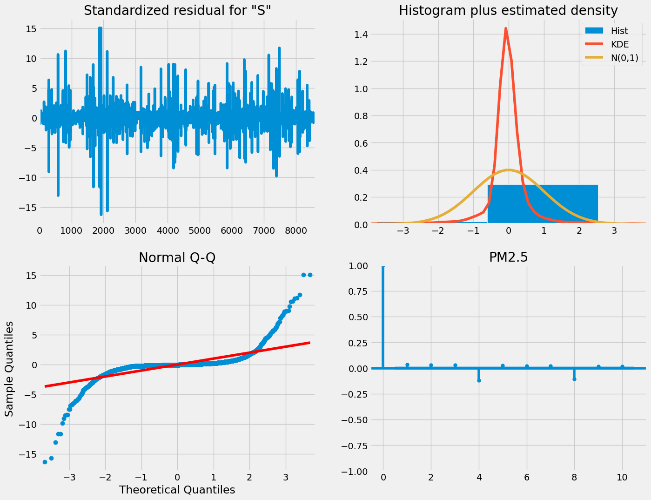 Standardized residual for "S"
15
10
5
0
−5
−10
−15
0 1000 2000 3000 4000 5000 6000 7000 8000
Histogram plus estimated density
Hist
KDE
N(0,1)
1.4
1.2
1.0
0.8
0.6
0.4
0.2
0.0
−3 −2 −1 0 1 2 3
Normal Q-Q
Sample Quantiles
15
10
5
0
−5
−10
−15
−3 −2 −1 0 1 2 3
Theoretical Quantiles
PM2.5
1.00
0.75
0.50
0.25
0.00
−0.25
−0.50
−0.75
−1.00
0 2 4 6 8 10